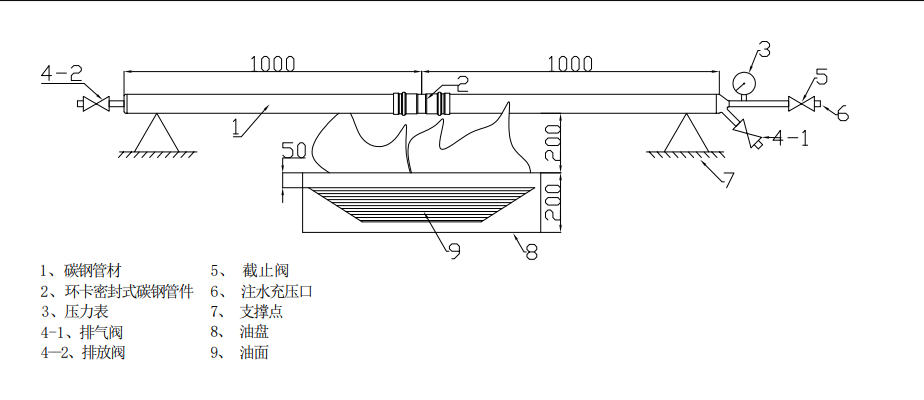 1000
1000
3
4-2
2
5
6
1
4-1
200
50
7
200
9
8
1、碳钢管材
5、截止阀
2、环卡密封式碳钢管件
6、注水充压口
3、压力表
7、支撑点
4-1、排气阀
8、油盘
4—2、排放阀
9、油面